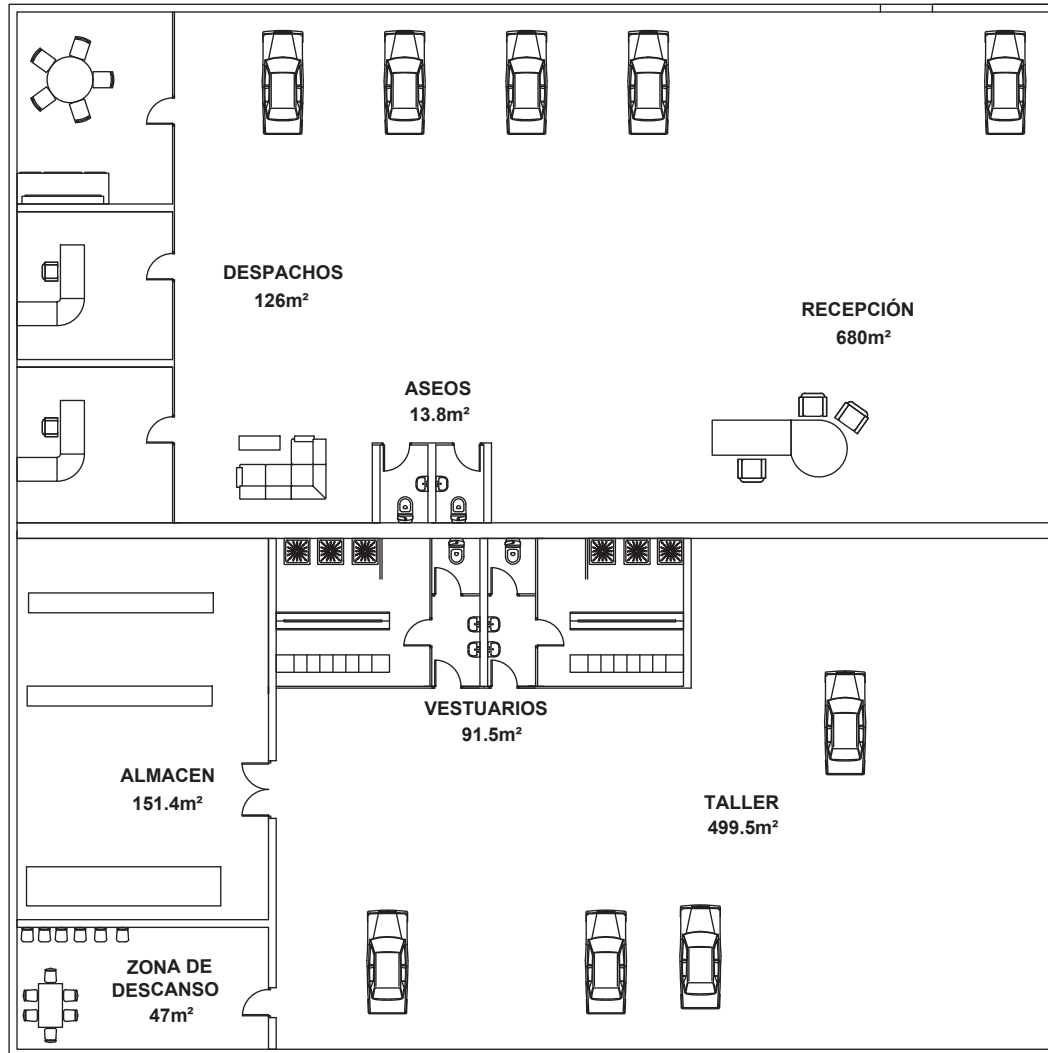 DESPACHOS
126m²
RECEPCIÓN
680m²
ASEOS
13.8m²
VESTUARIOS
91.5m²
ALMACEN
151.4m²
TALLER
499.5m²
ZONA DE
DESCANSO
47m²